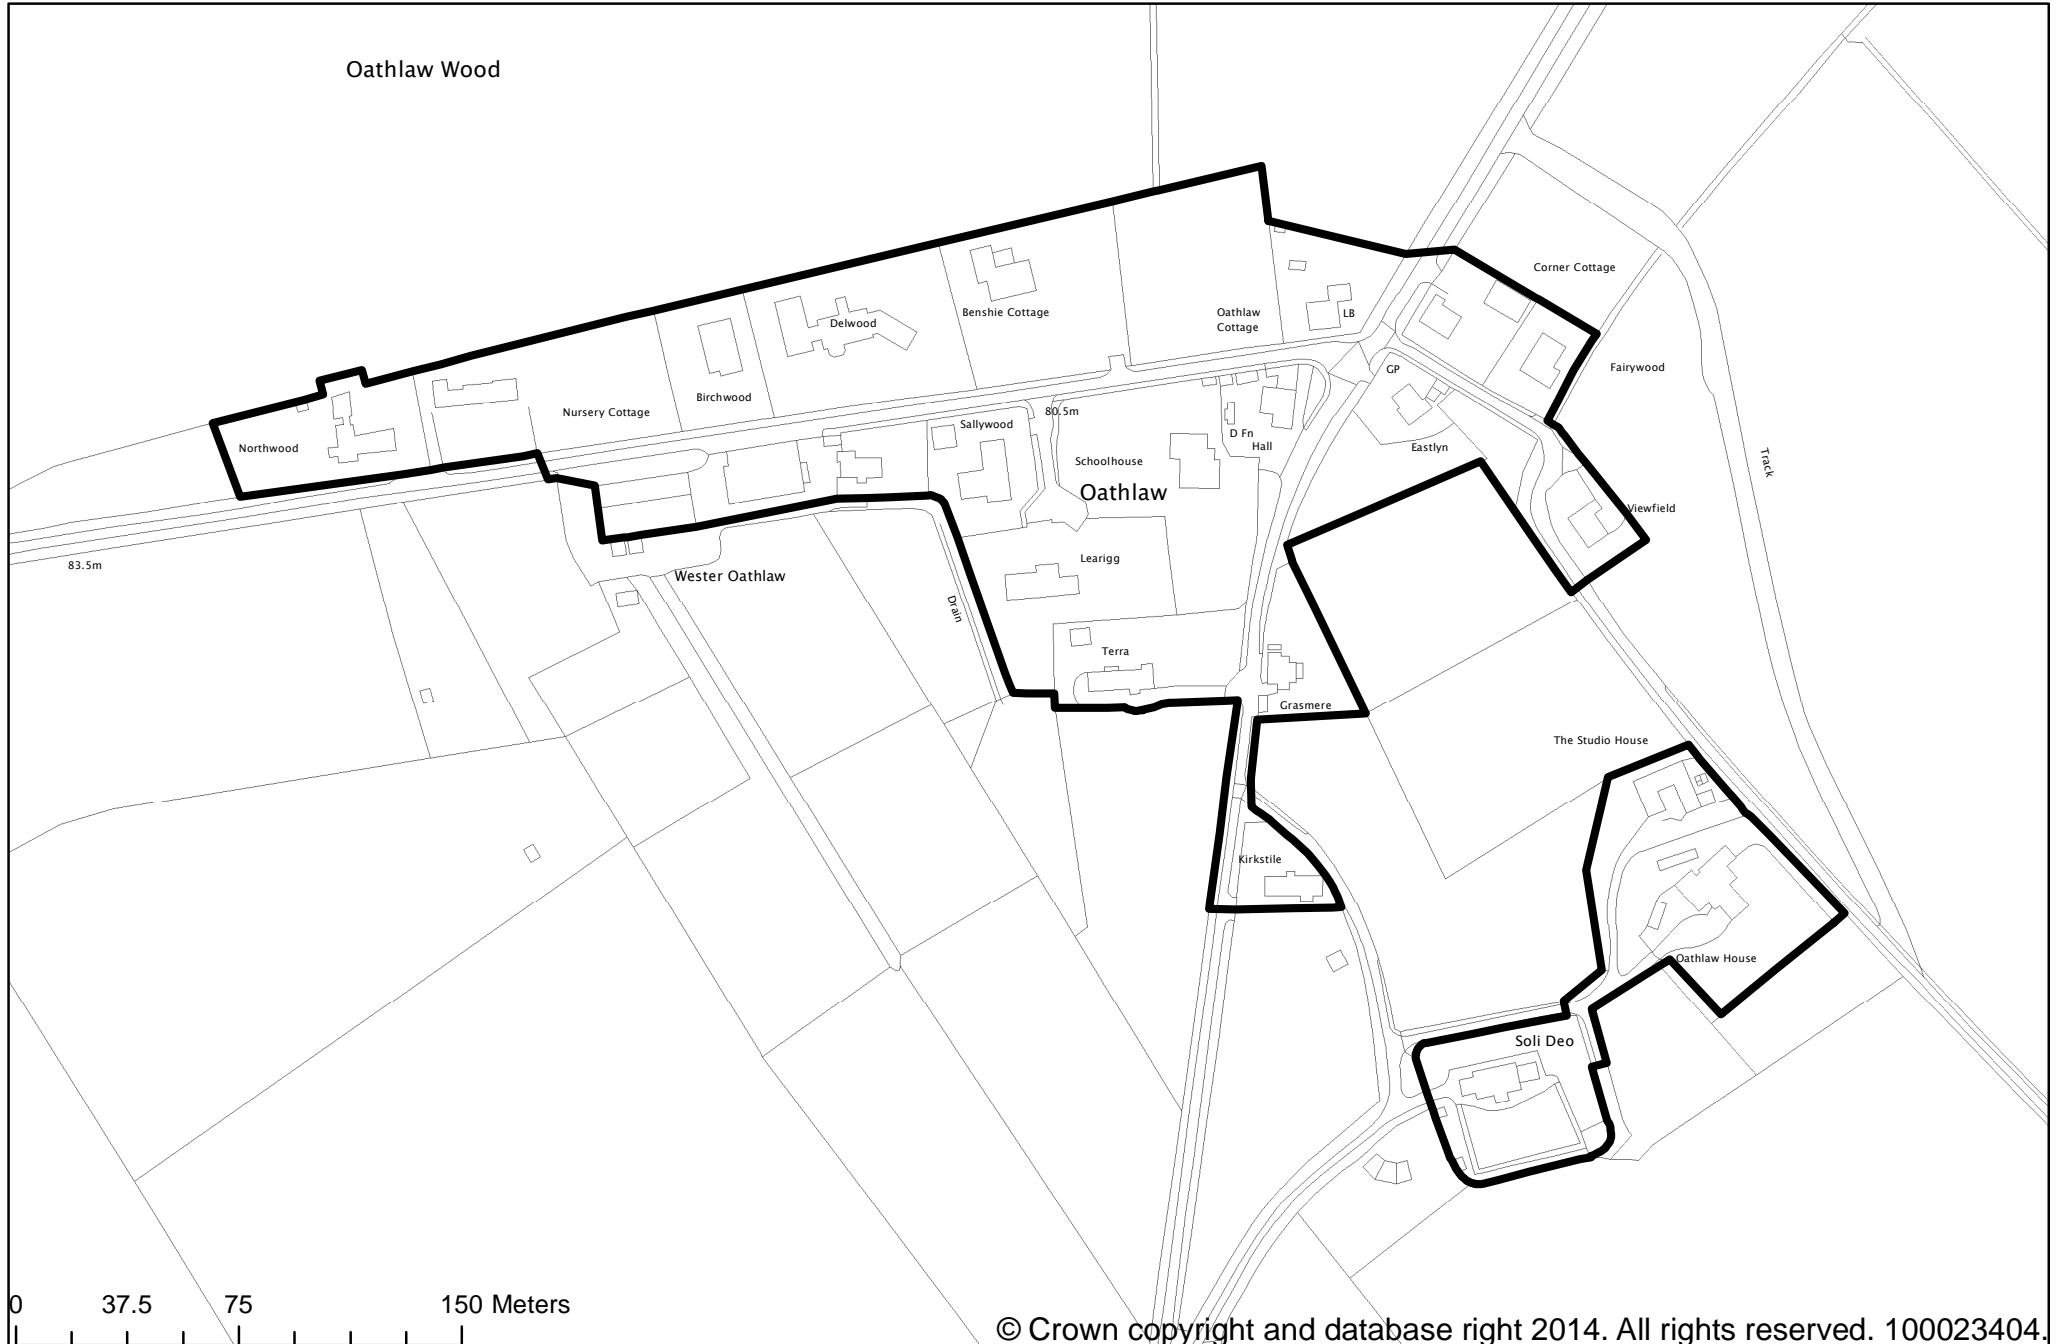 Oathlaw Wood
Corner Cottage
Oathlaw
Cottage
LB
Benshie Cottage
Delwood
Fairywood
GP
Birchwood
Nursery Cottage
80.5m
Sallywood
D Fn
Hall
Eastlyn
Northwood
Schoolhouse
Track
Oathlaw
Viewfield
Learigg
83.5m
Wester Oathlaw
Drain
Terra
Grasmere
The Studio House
Kirkstile
Oathlaw House
Soli Deo
0 37.5 75 150 Meters
© Crown copyright and database right 2014. All rights reserved. 100023404.